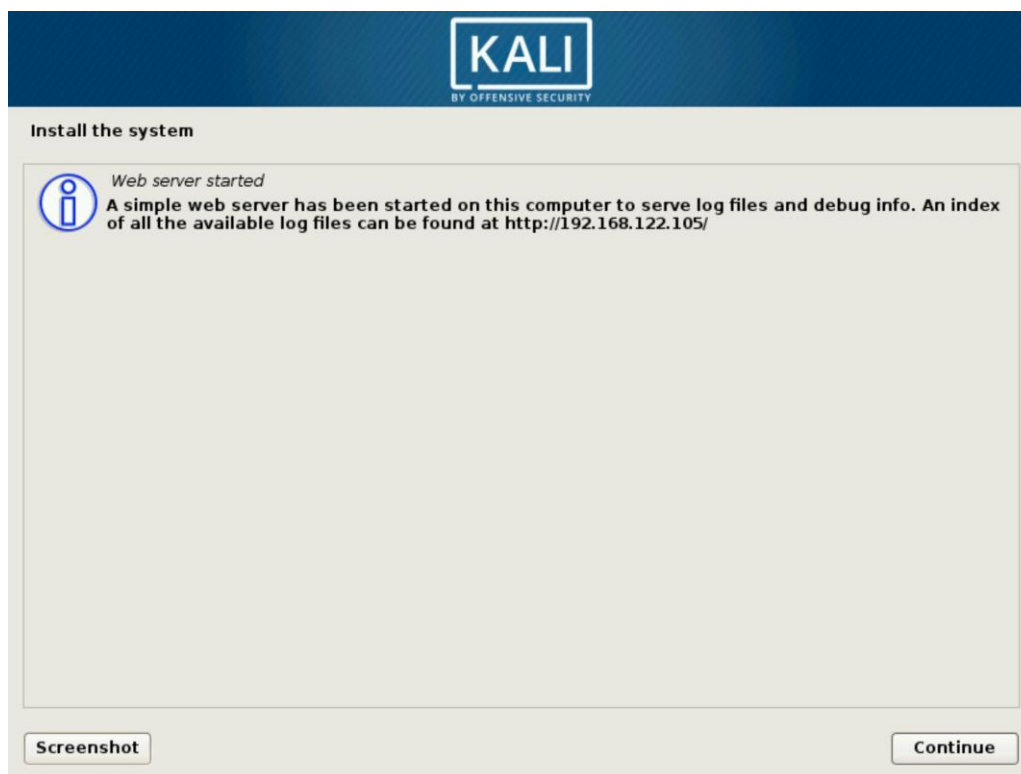 KALI
BY OFFENSIVE SECURITY
Install the system
Web server started
A simple web server has been started on this computer to serve log files and debug info. An index
of all the available log files can be found at http://192.168.122.105/
Screenshot
Continue